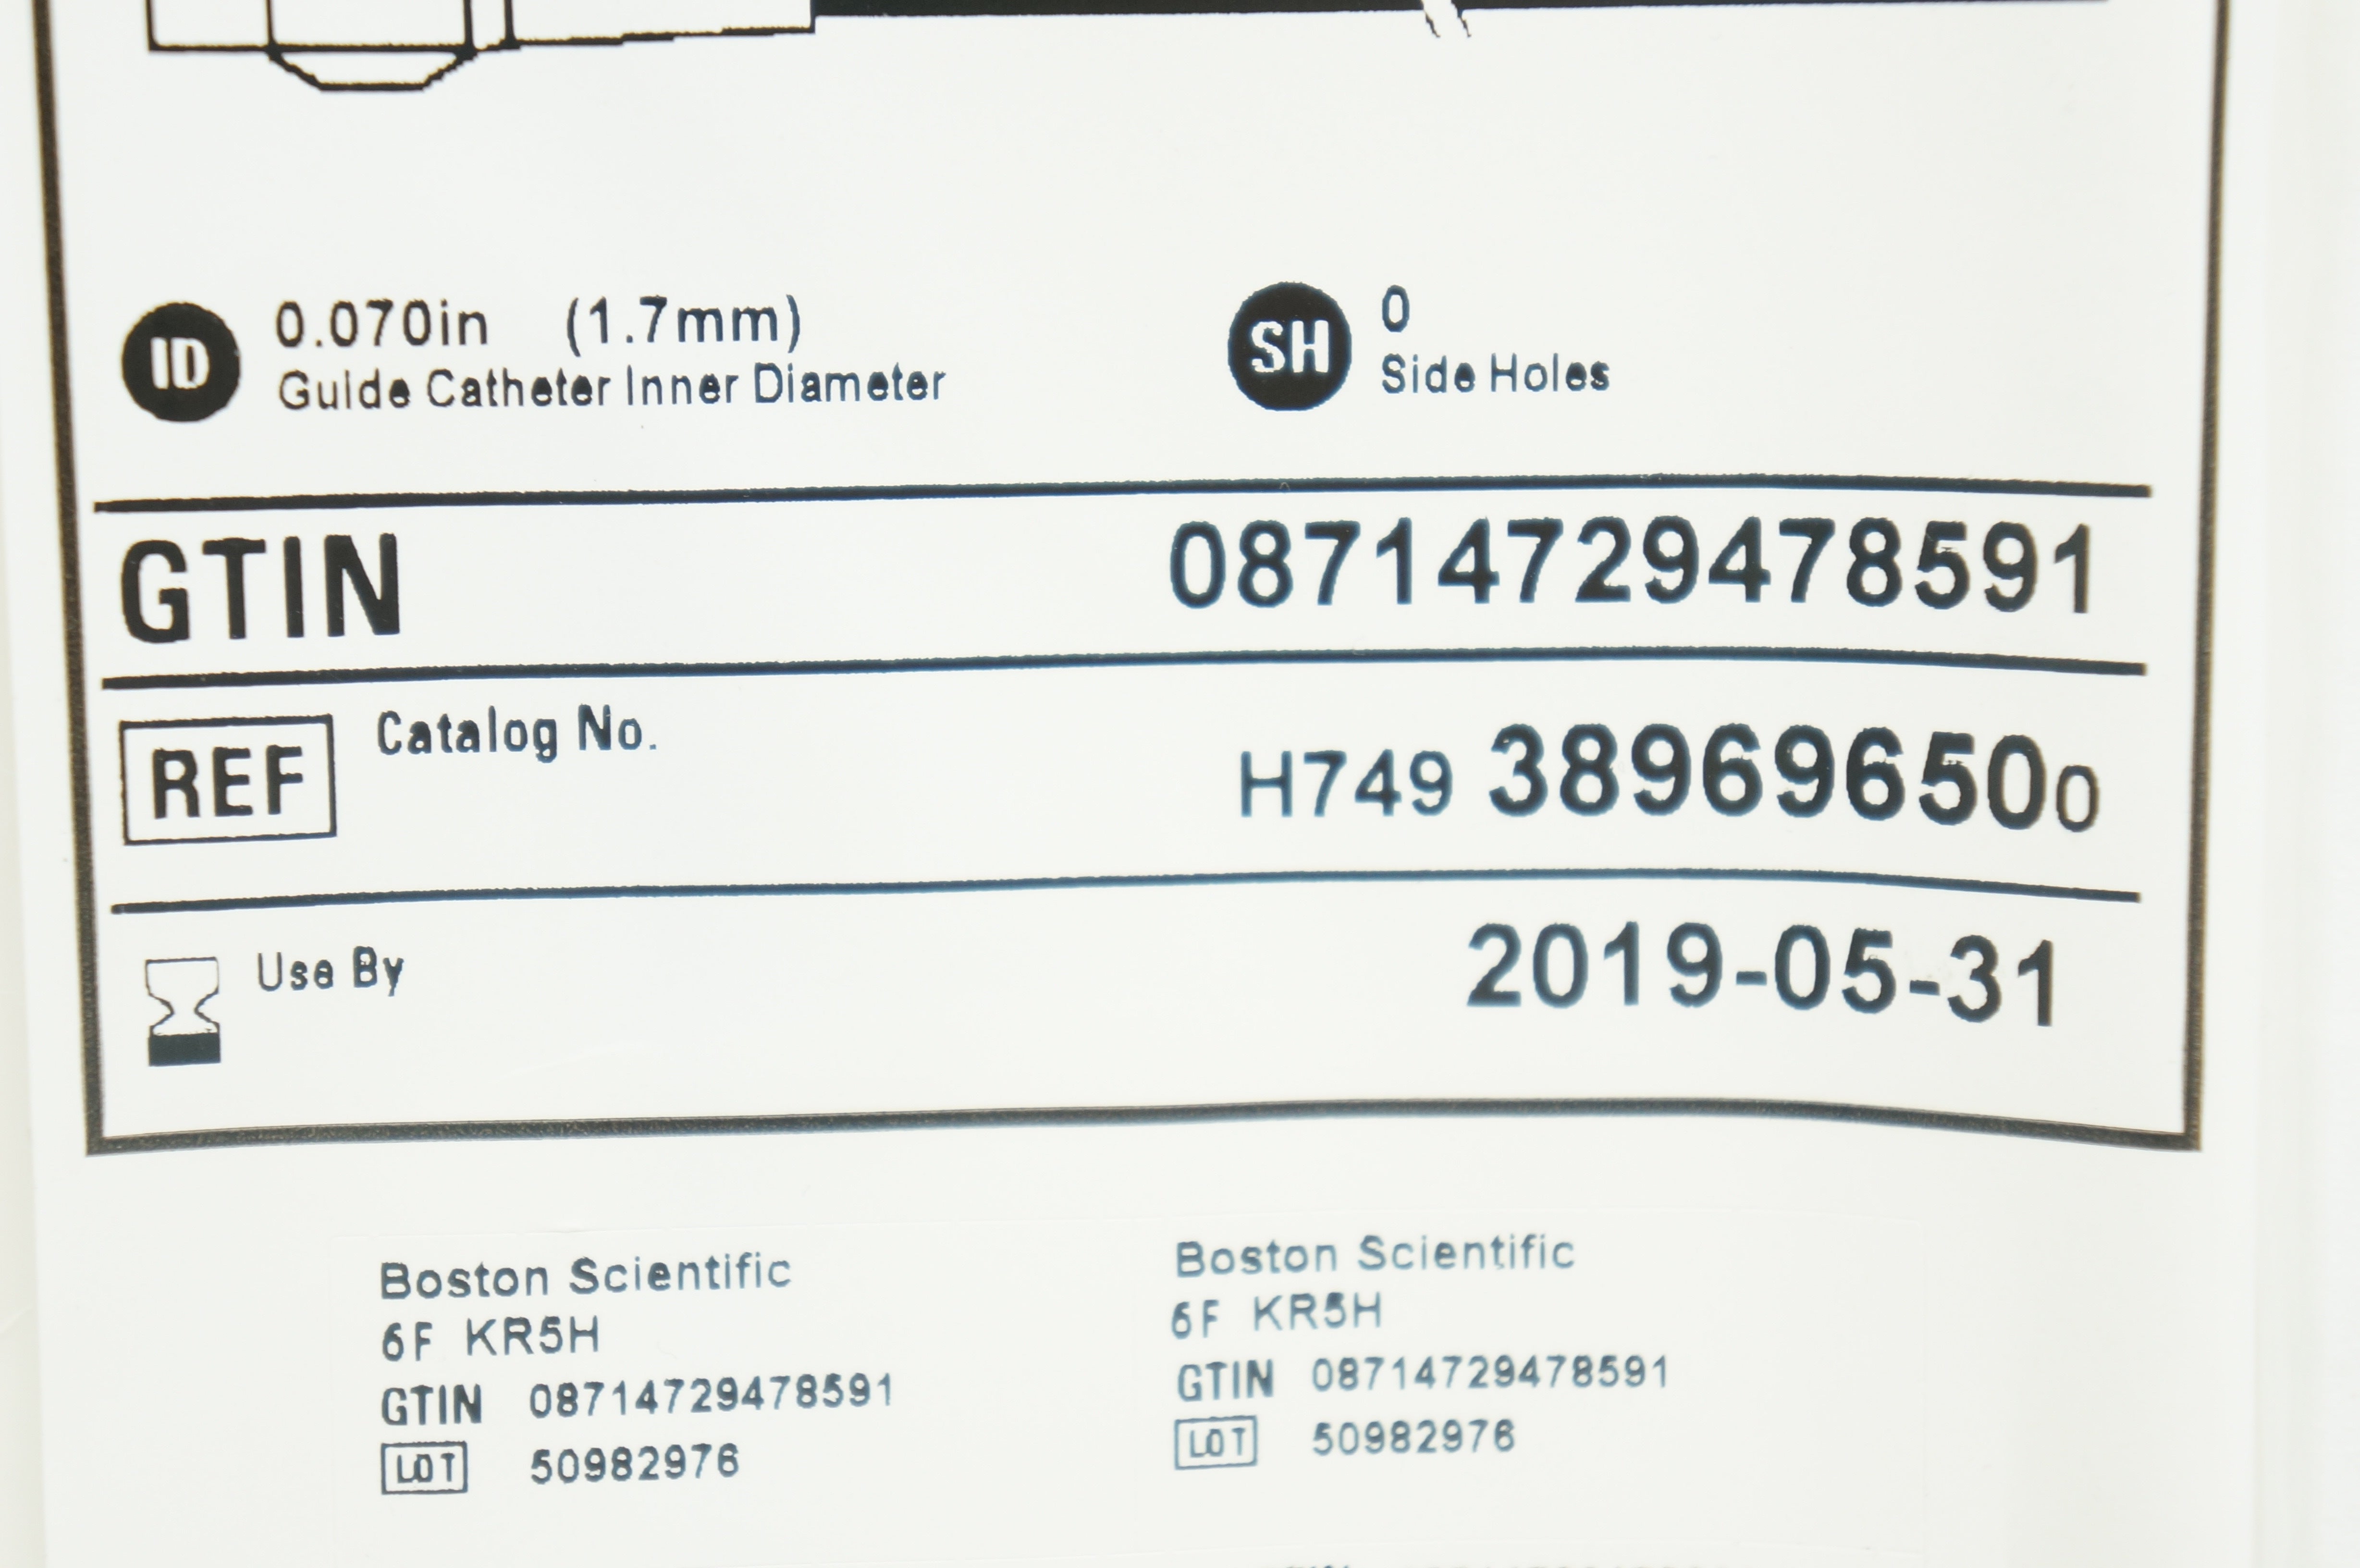 ID 0.070in (1.7mm)
Guide Catheter Inner Diameter
SH 0
Side Holes
GTIN 08714729478591
REF Catalog No. H749 389696500
Use By 2019-05-31
Boston Scientific
6F KR5H
GTIN 08714729478591
LOT 50982976
Boston Scientific
6F KR5H
GTIN 08714729478591
LOT 50982976